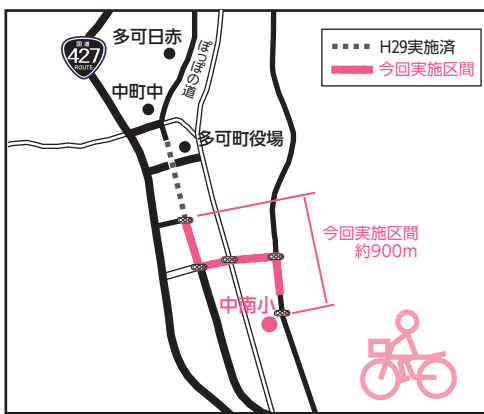 国道
427
ROUTE
多可日赤
ぽっぽの道
中町中
多可町役場
H29実施済
今回実施区間
今回実施区間
約900m
中南小